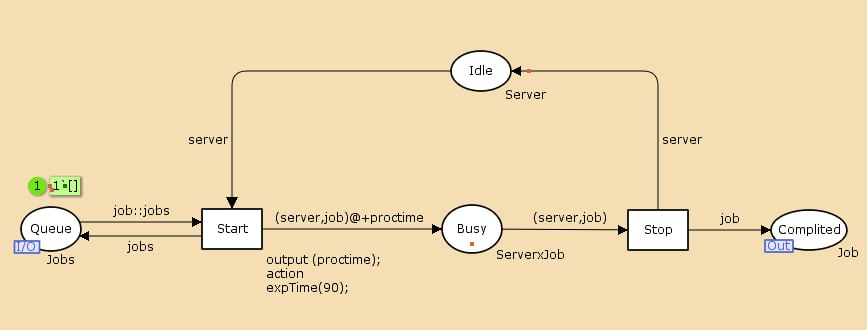 Idle
Server
server
server
1
1`[]
job::jobs
(server,job)@+proctime
(server,job)
job
Queue
Start
Busy
Stop
Complited
I/O
jobs
Out
Jobs
output (proctime);
action
expTime(90);
ServerxJob
Job